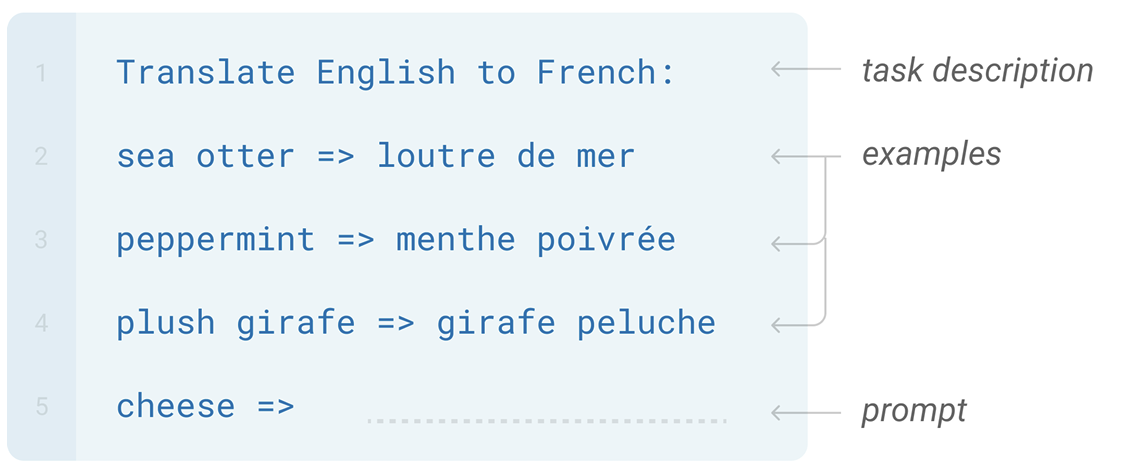 1 Translate English to French: task description
2 sea otter => loutre de mer examples
3 peppermint => menthe poivrée
4 plush girafe => girafe peluche
5 cheese => prompt